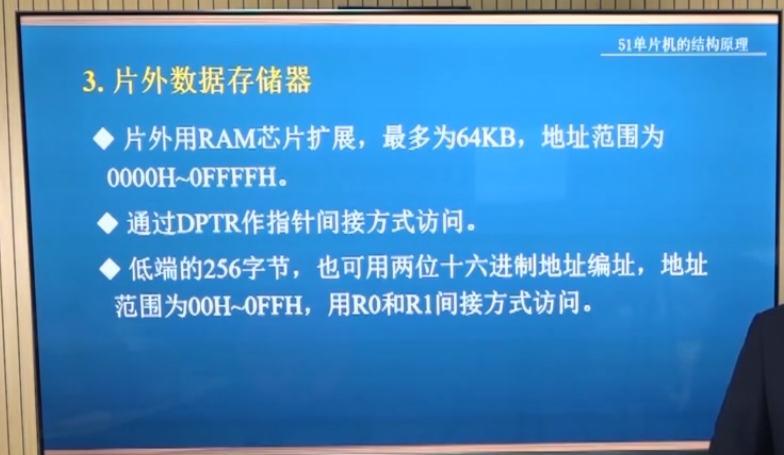 51单片机的结构原理
3. 片外数据存储器
◆ 片外用RAM芯片扩展，最多为64KB，地址范围为
0000H~0FFFFH。
◆ 通过DPTR作指针间接方式访问。
◆ 低端的256字节，也可用两位十六进制地址编址，地址
范围为00H~0FFH，用R0和R1间接方式访问。